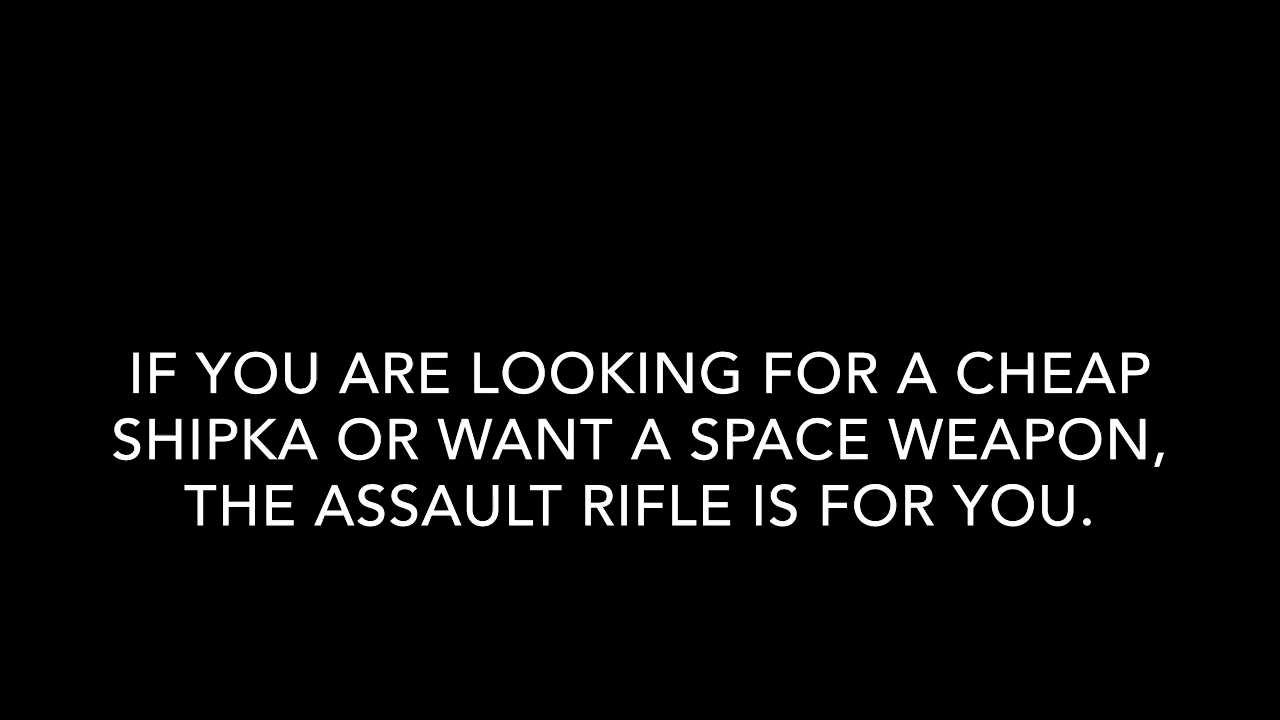 IF YOU ARE LOOKING FOR A CHEAP
SHIPKA OR WANT A SPACE WEAPON,
THE ASSAULT RIFLE IS FOR YOU.